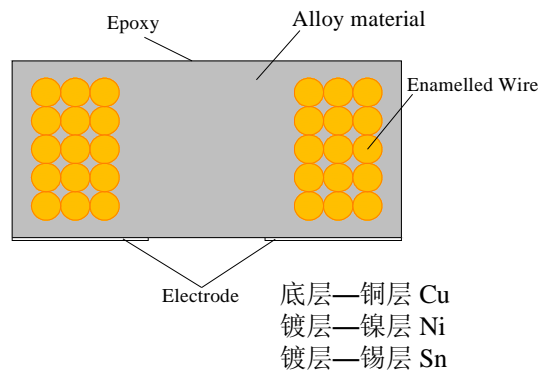 Epoxy
Alloy material
Enamelled Wire
Electrode
底层—铜层 Cu
镀层—镍层 Ni
镀层—锡层 Sn